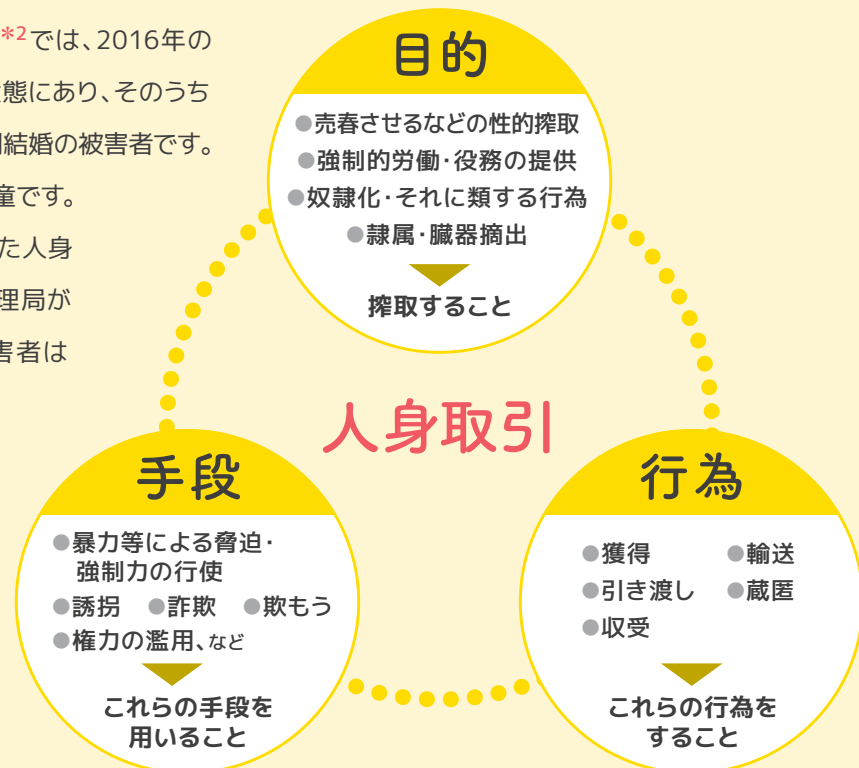 *2では、2016年の
態にあり、そのうち
結婚の被害者です。
童です。
た人身
理局が
害者は
目的
●売春させるなどの性的搾取
●強制的労働・役務の提供
●奴隷化・それに類する行為
●隷属・臓器摘出
搾取すること
人身取引
手段
●暴力等による脅迫・
強制力の行使
●誘拐 ●詐欺 ●欺もう
●権力の濫用、など
これらの手段を
用いること
行為
●獲得 ●輸送
●引き渡し ●蔵匿
●収受
これらの行為を
すること